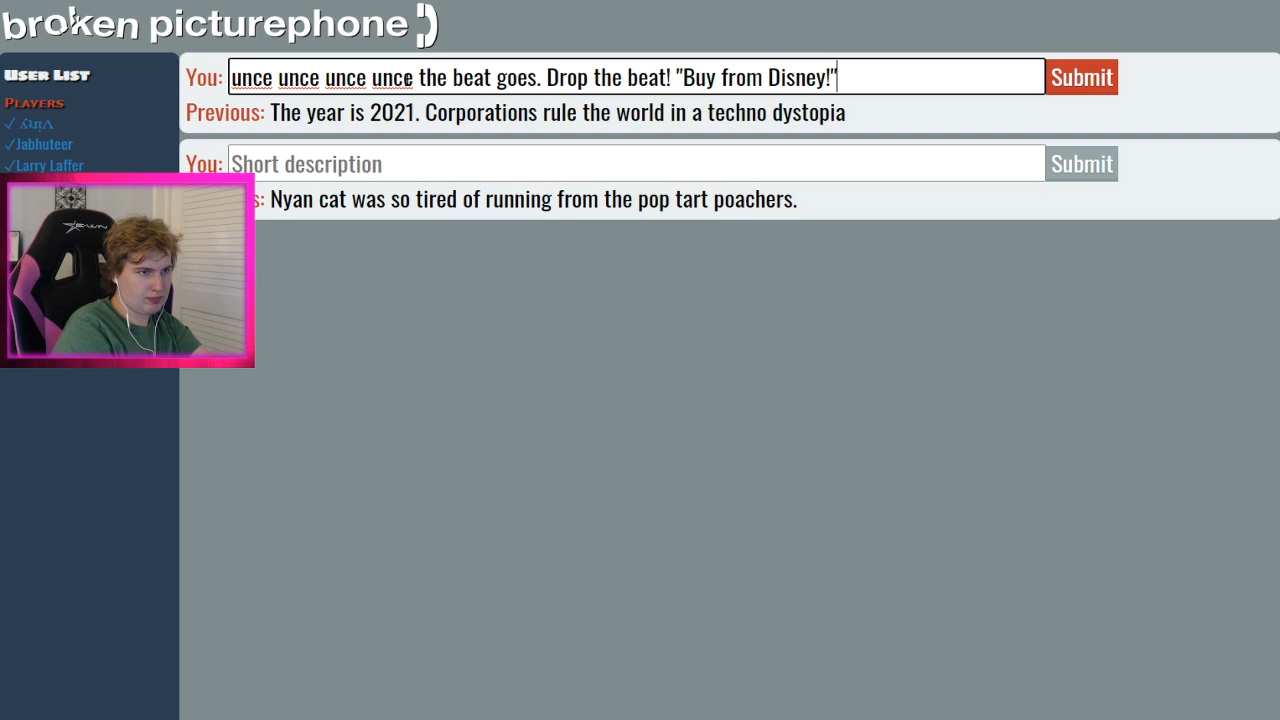 broken picturephone
User List
Players
✓Jabhuteer
✓Larry Laffer
You: unce unce unce unce the beat goes. Drop the beat! "Buy from Disney!" Submit
Previous: The year is 2021. Corporations rule the world in a techno dystopia
You: Short description Submit
s: Nyan cat was so tired of running from the pop tart poachers.